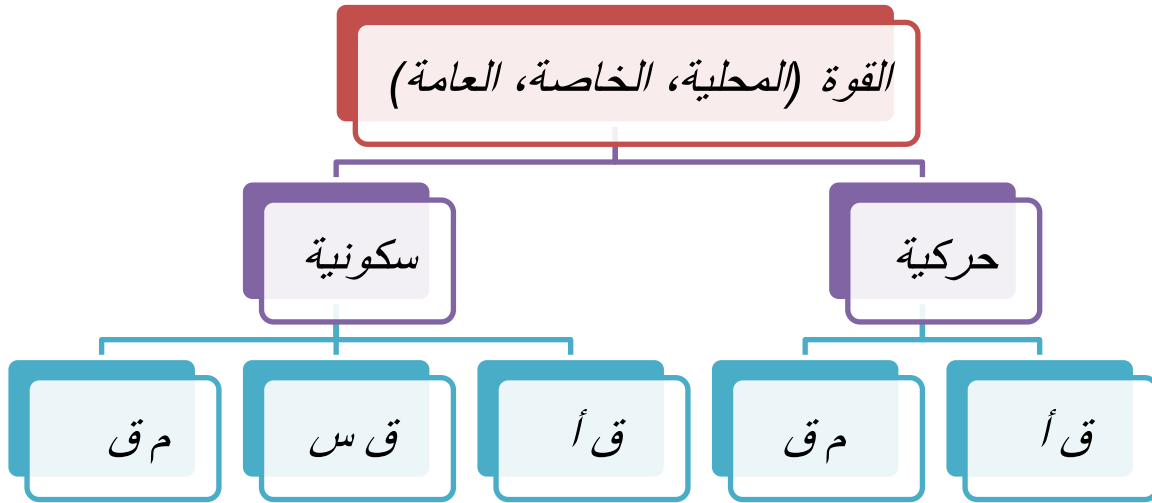 القوة (المحلية، الخاصة، العامة)
حركية
سكونية
ق أ
م ق
ق أ
ق س
م ق